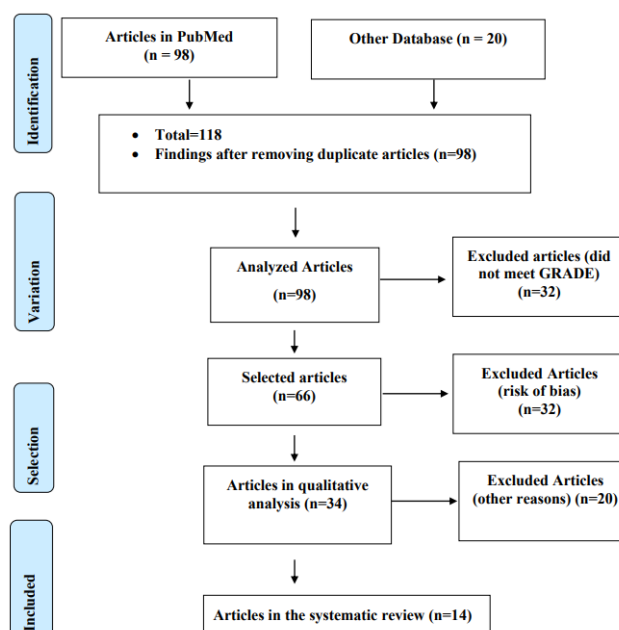 Identification
Articles in PubMed
(n = 98)
Other Database (n = 20)
• Total=118
• Findings after removing duplicate articles (n=98)
Variation
Analyzed Articles
(n=98)
Excluded articles (did
not meet GRADE)
(n=32)
Selected articles
(n=66)
Excluded Articles
(risk of bias)
(n=32)
Selection
Articles in qualitative
analysis (n=34)
Excluded Articles
(other reasons) (n=20)
Included
Articles in the systematic review (n=14)